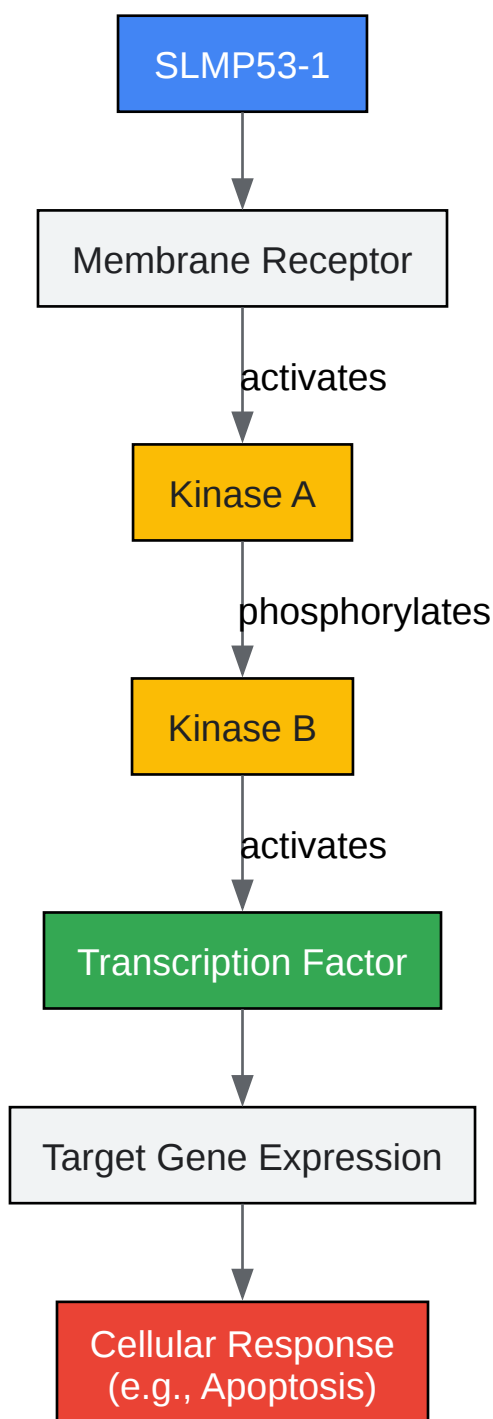 SLMP53-1
Membrane Receptor
activates
Kinase A
phosphorylates
Kinase B
activates
Transcription Factor
Target Gene Expression
Cellular Response
(e.g., Apoptosis)